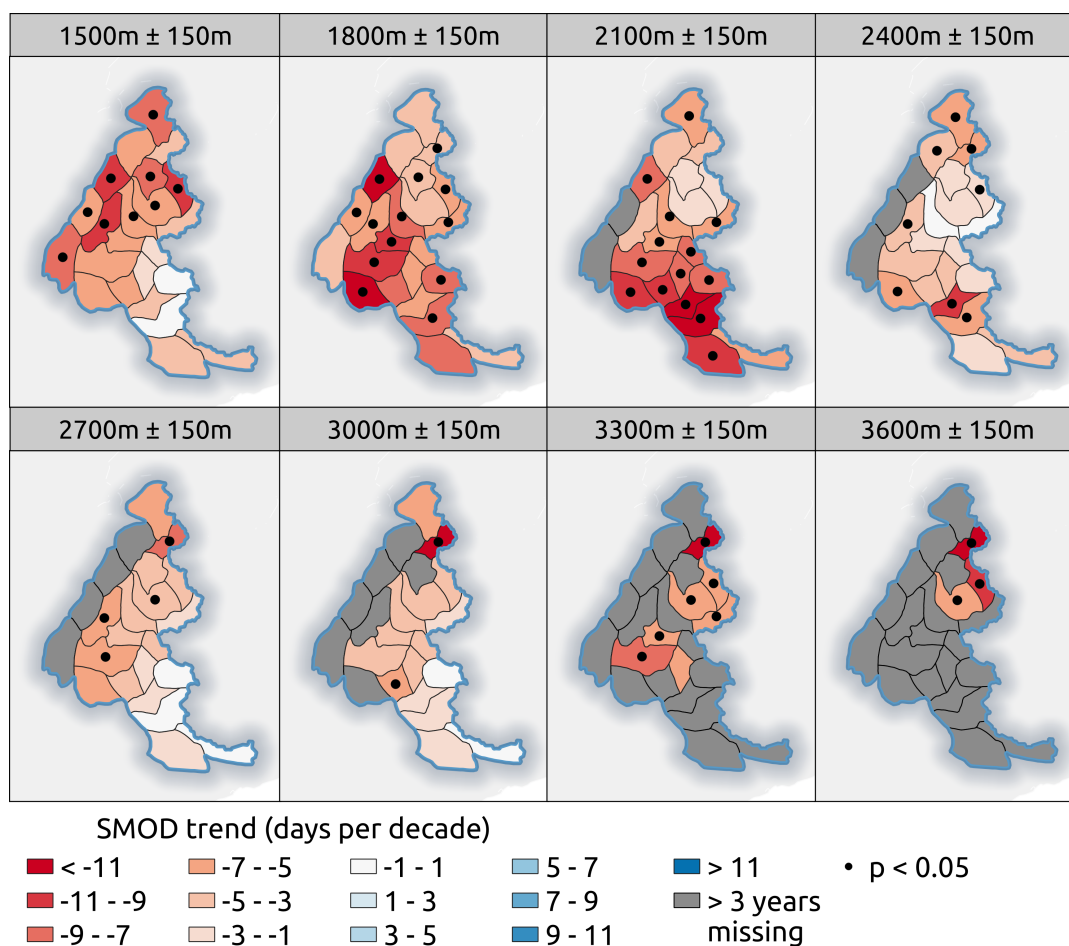 1500m ± 150m
1800m ± 150m
2100m ± 150m
2400m ± 150m
2700m ± 150m
3000m ± 150m
3300m ± 150m
3600m ± 150m
SMOD trend (days per decade)
< -11
-11 - -9
-9 - -7
-7 - -5
-5 - -3
-3 - -1
-1 - 1
1 - 3
3 - 5
5 - 7
7 - 9
9 - 11
> 11
> 3 years
missing
p < 0.05